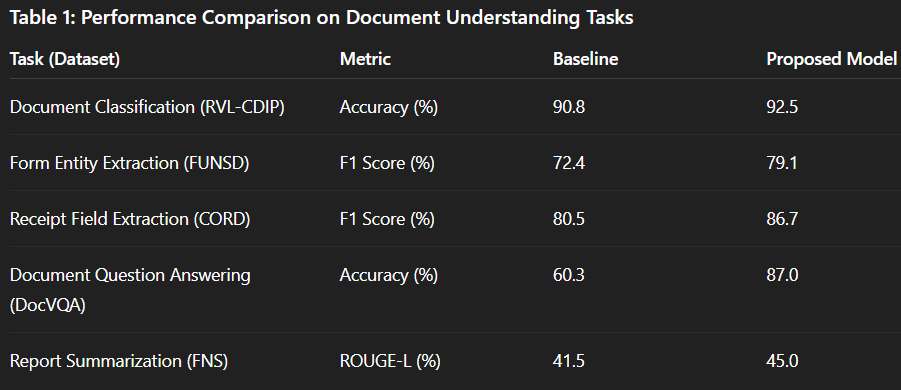 Table 1: Performance Comparison on Document Understanding Tasks
Task (Dataset) Metric Baseline Proposed Model
Document Classification (RVL-CDIP) Accuracy (%) 90.8 92.5
Form Entity Extraction (FUNSD) F1 Score (%) 72.4 79.1
Receipt Field Extraction (CORD) F1 Score (%) 80.5 86.7
Document Question Answering Accuracy (%) 60.3 87.0
(DocVQA)
Report Summarization (FNS) ROUGE-L (%) 41.5 45.0